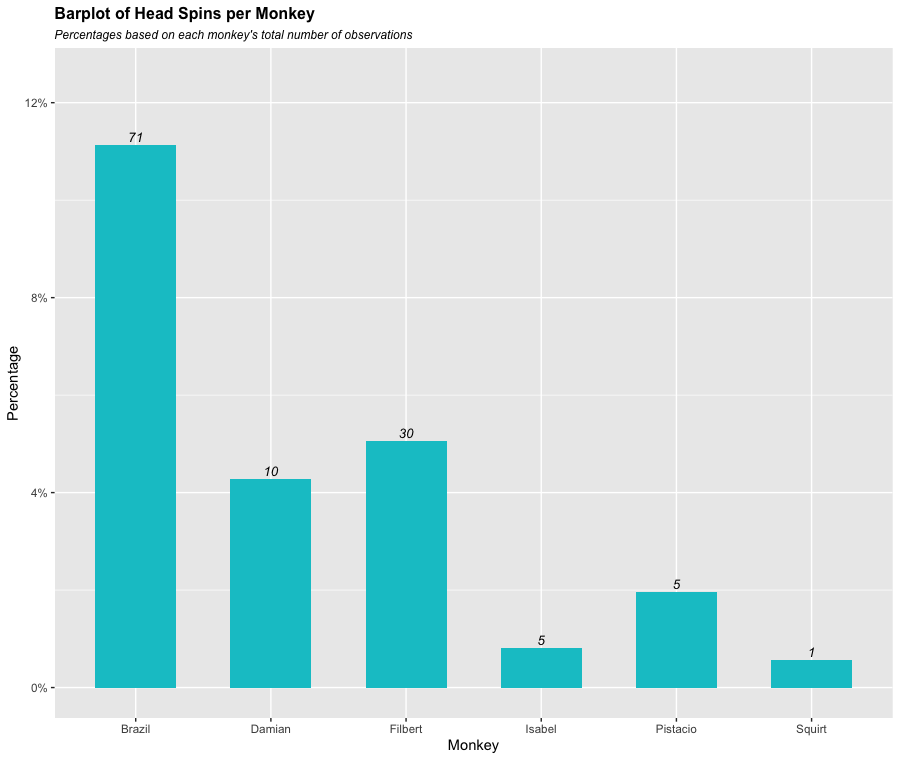 Barplot of Head Spins per Monkey
Percentages based on each monkey's total number of observations
12%
8%
4%
0%
Percentage
71
10
30
5
5
1
Brazil Damian Filbert Isabel Pistacio Squirt
Monkey